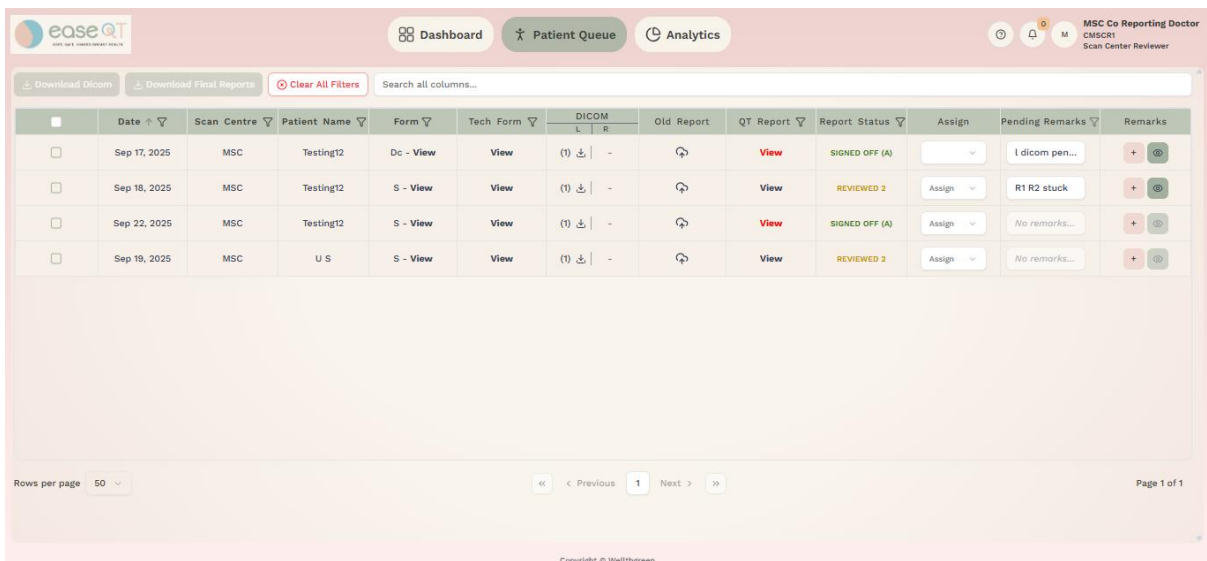 ease QT
Dashboard
Patient Queue
Analytics
0
M
MSC Co Reporting Doctor
CMSCR1
Scan Center Reviewer
Download Dicom
Download Final Reports
Clear All Filters
Search all columns...
Date ↑ Scan Centre Patient Name Form Tech Form DICOM L | R Old Report QT Report Report Status Assign Pending Remarks Remarks
Sep 17, 2025 MSC Testing12 Dc - View View (1) | - View SIGNED OFF (A) l dicom pen... +
Sep 18, 2025 MSC Testing12 S - View View (1) | - View REVIEWED 2 Assign R1 R2 stuck +
Sep 22, 2025 MSC Testing12 S - View View (1) | - View SIGNED OFF (A) Assign No remarks... +
Sep 19, 2025 MSC U S S - View View (1) | - View REVIEWED 2 Assign No remarks... +
Rows per page 50
« < Previous 1 Next > »
Page 1 of 1
Copyright © Wellthgreen